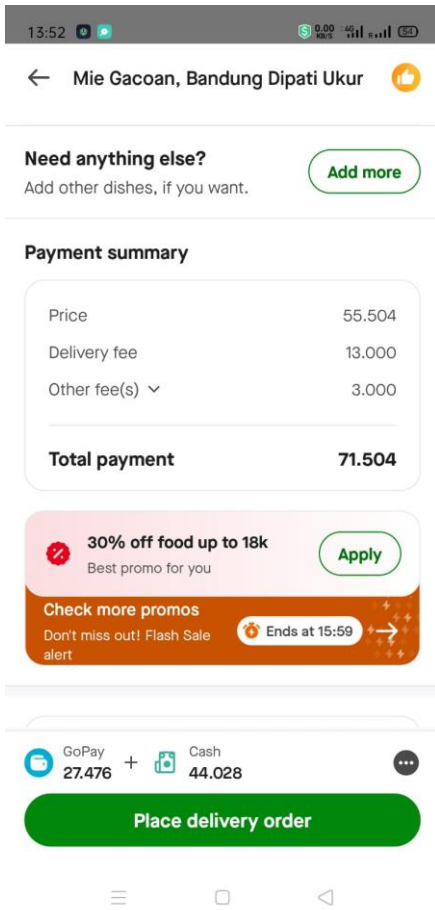 13:52
0.00
KB/S
4G
R
54
Mie Gacoan, Bandung Dipati Ukur
Need anything else?
Add other dishes, if you want.
Add more
Payment summary
Price 55.504
Delivery fee 13.000
Other fee(s) 3.000
Total payment 71.504
30% off food up to 18k
Best promo for you
Apply
Check more promos
Don't miss out! Flash Sale
alert
Ends at 15:59
GoPay
27.476
+
Cash
44.028
Place delivery order